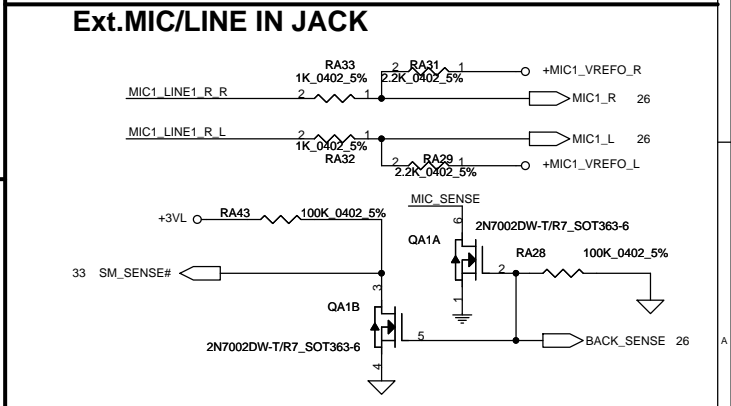 Ext.MIC/LINE IN JACK
RA33
1K_0402_5%
2 RA31 1
2.2K_0402_5%
+MIC1_VREFO_R
MIC1_LINE1_R_R
2 1
MIC1_R 26
MIC1_LINE1_R_L
2 1
MIC1_L 26
1K_0402_5%
RA32
2 RA29 1
2.2K_0402_5%
+MIC1_VREFO_L
MIC_SENSE
+3VL
RA43
100K_0402_5%
6
2N7002DW-T/R7_SOT363-6
QA1A
RA28
100K_0402_5%
33 SM_SENSE#
2
3
1
QA1B
5
BACK_SENSE 26
A
2N7002DW-T/R7_SOT363-6
4